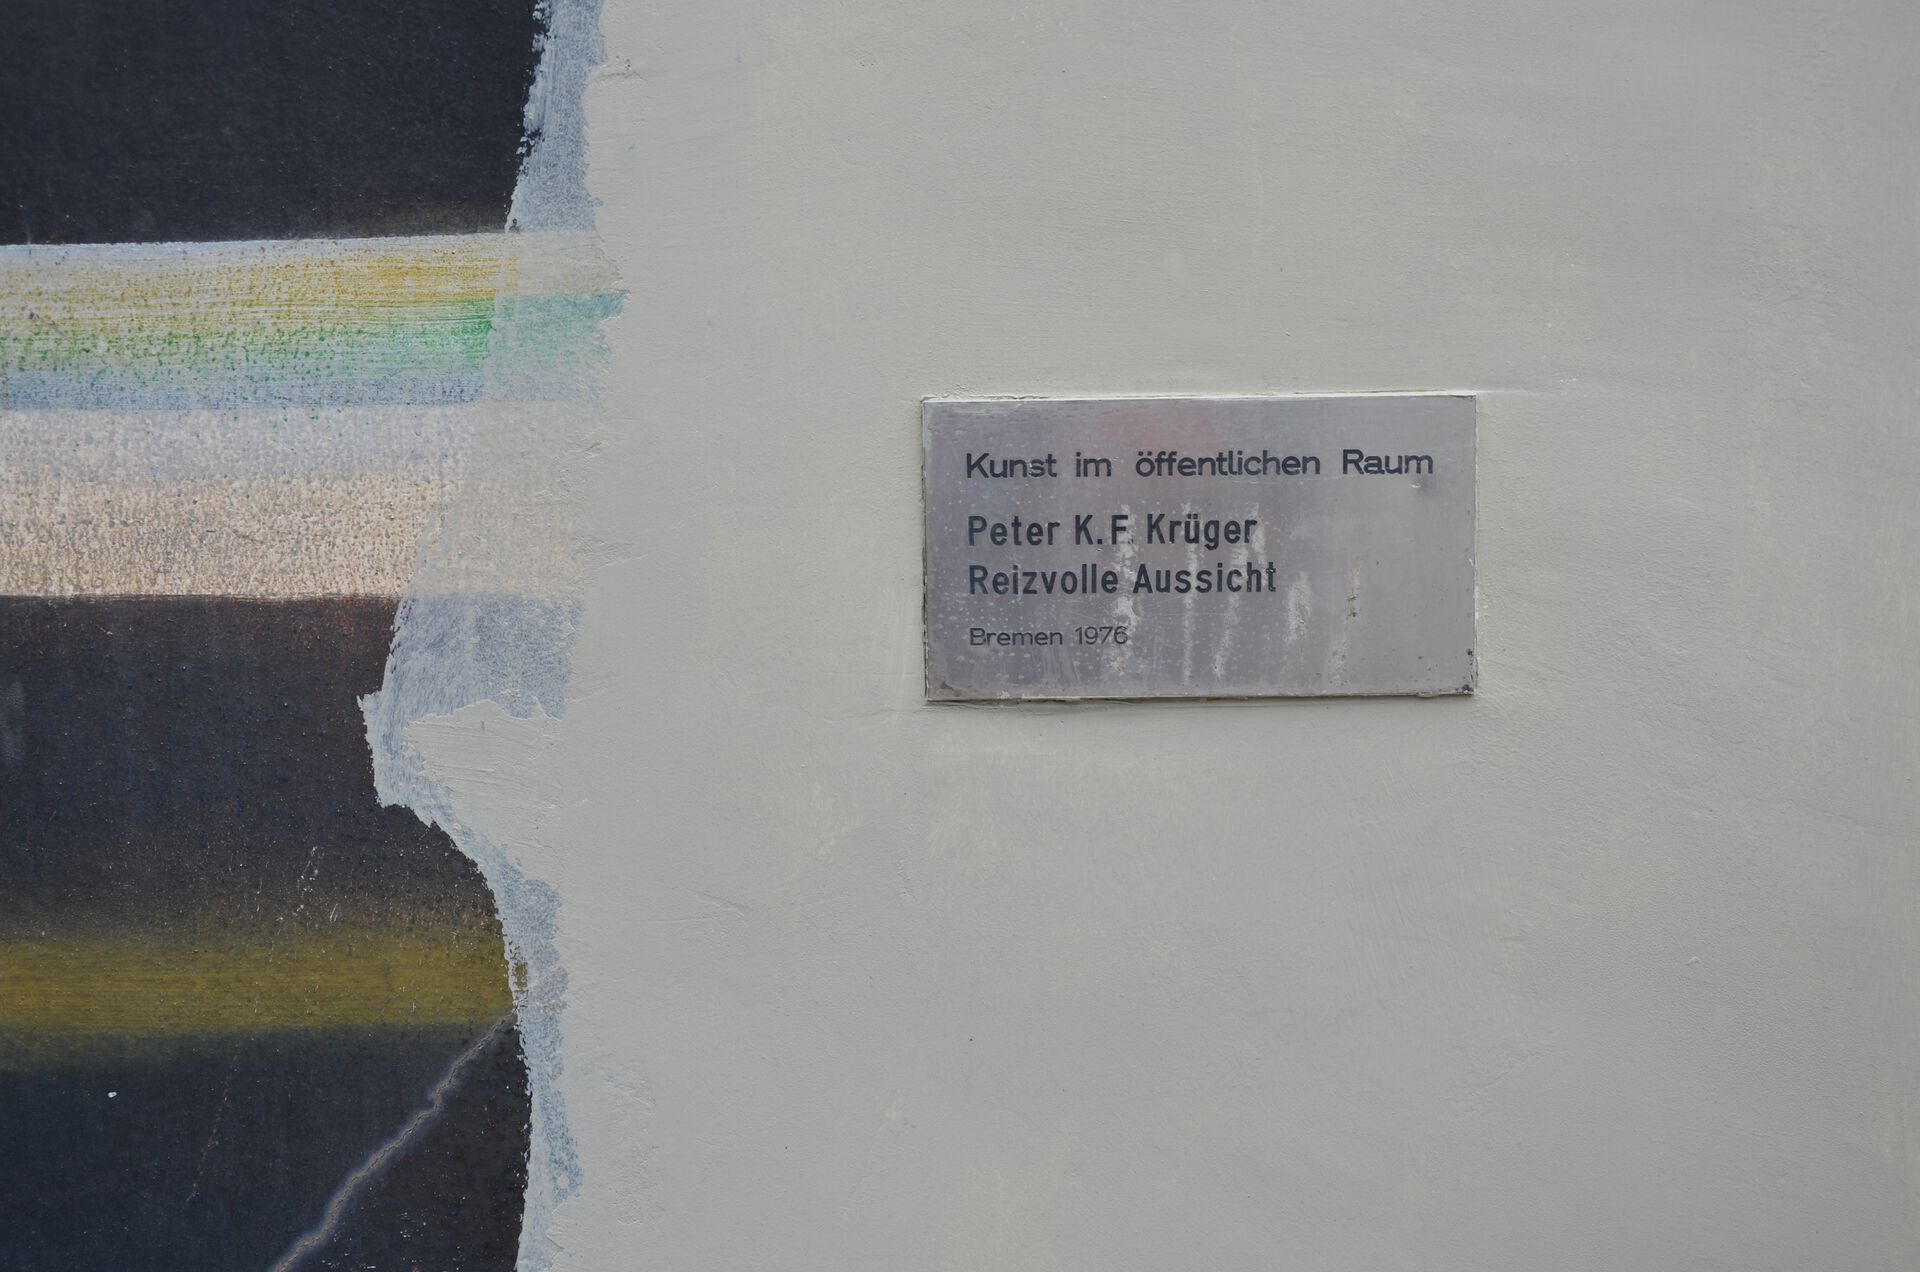 Kunst im öffentlichen Raum
Peter K.F. Krüger
Reizvolle Aussicht
Bremen 1976